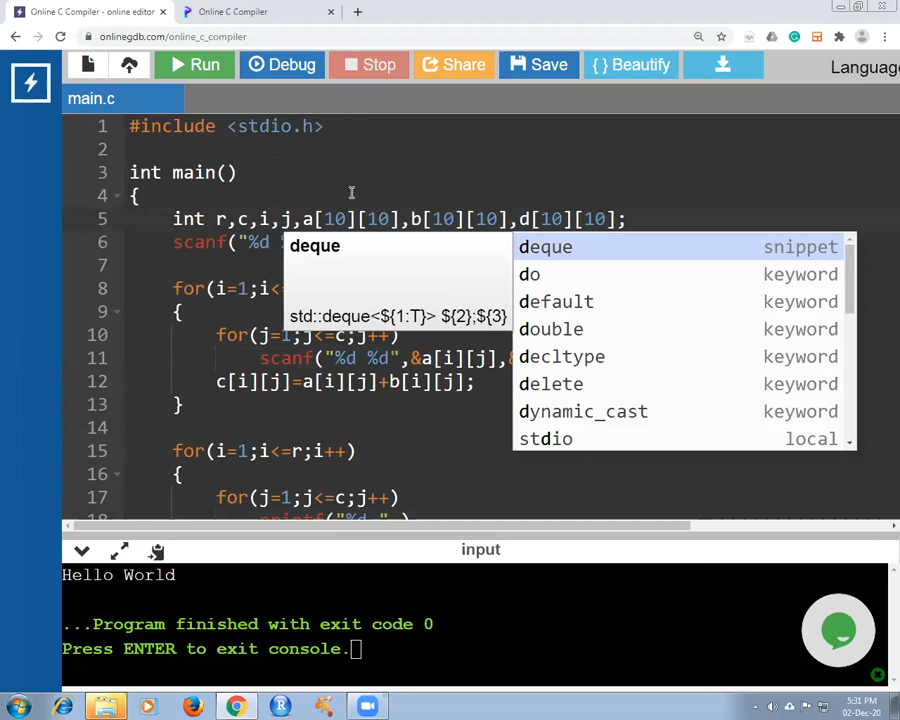 Online C Compiler - online editor
Online C Compiler
onlinegdb.com/online_c_compiler
Run
Debug
Stop
Share
Save
{ } Beautify
Languag
main.c
1 #include <stdio.h>
2
3 int main()
4 {
5 int r,c,i,j,a[10][10],b[10][10],d[10][10];
6 scanf("%d
7
8 for(i=1;i<=
9 {
10 for(j=1;j<=c;j++)
11 scanf("%d %d",&a[i][j],&
12 c[i][j]=a[i][j]+b[i][j];
13 }
14
15 for(i=1;i<=r;i++)
16 {
17 for(j=1;j<=c;j++)
18 printf("%d "
deque
std::deque<${1:T}> ${2};${3}
deque snippet
do keyword
default keyword
double keyword
decltype keyword
delete keyword
dynamic_cast keyword
stdio local
input
Hello World
...Program finished with exit code 0
Press ENTER to exit console.
R
5:31 PM
02-Dec-20